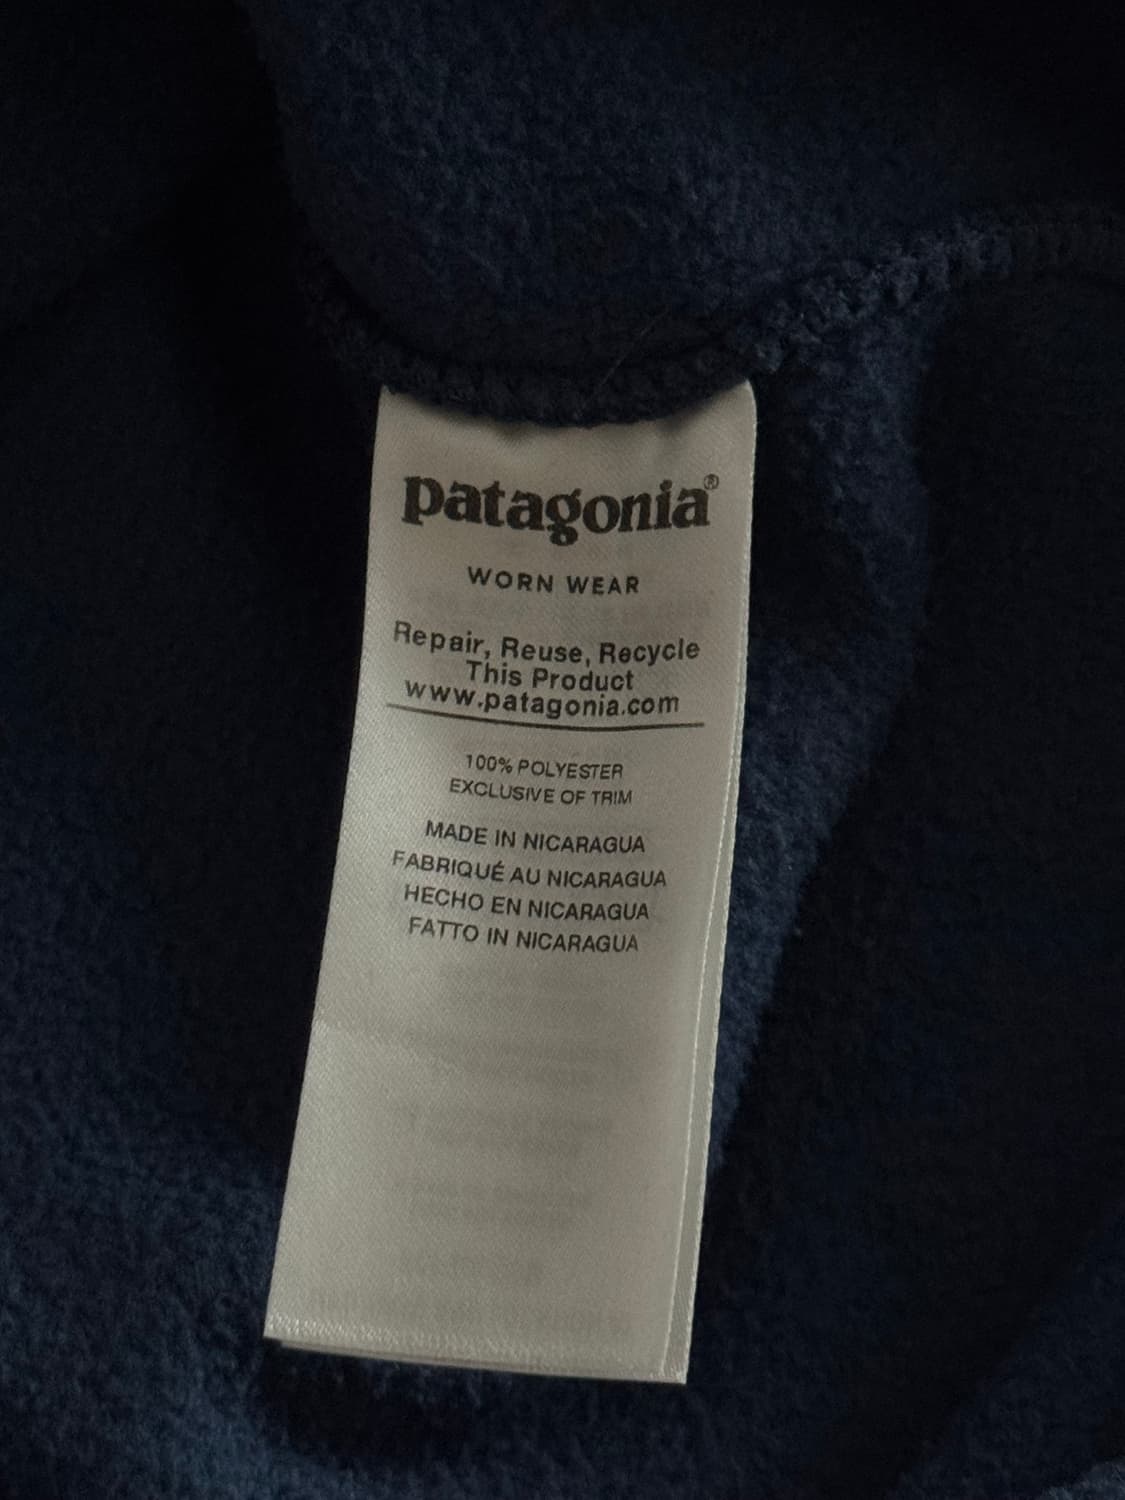 patagonia®
WORN WEAR
Repair, Reuse, Recycle
This Product
www.patagonia.com
100% POLYESTER
EXCLUSIVE OF TRIM
MADE IN NICARAGUA
FABRIQUÉ AU NICARAGUA
HECHO EN NICARAGUA
FATTO IN NICARAGUA